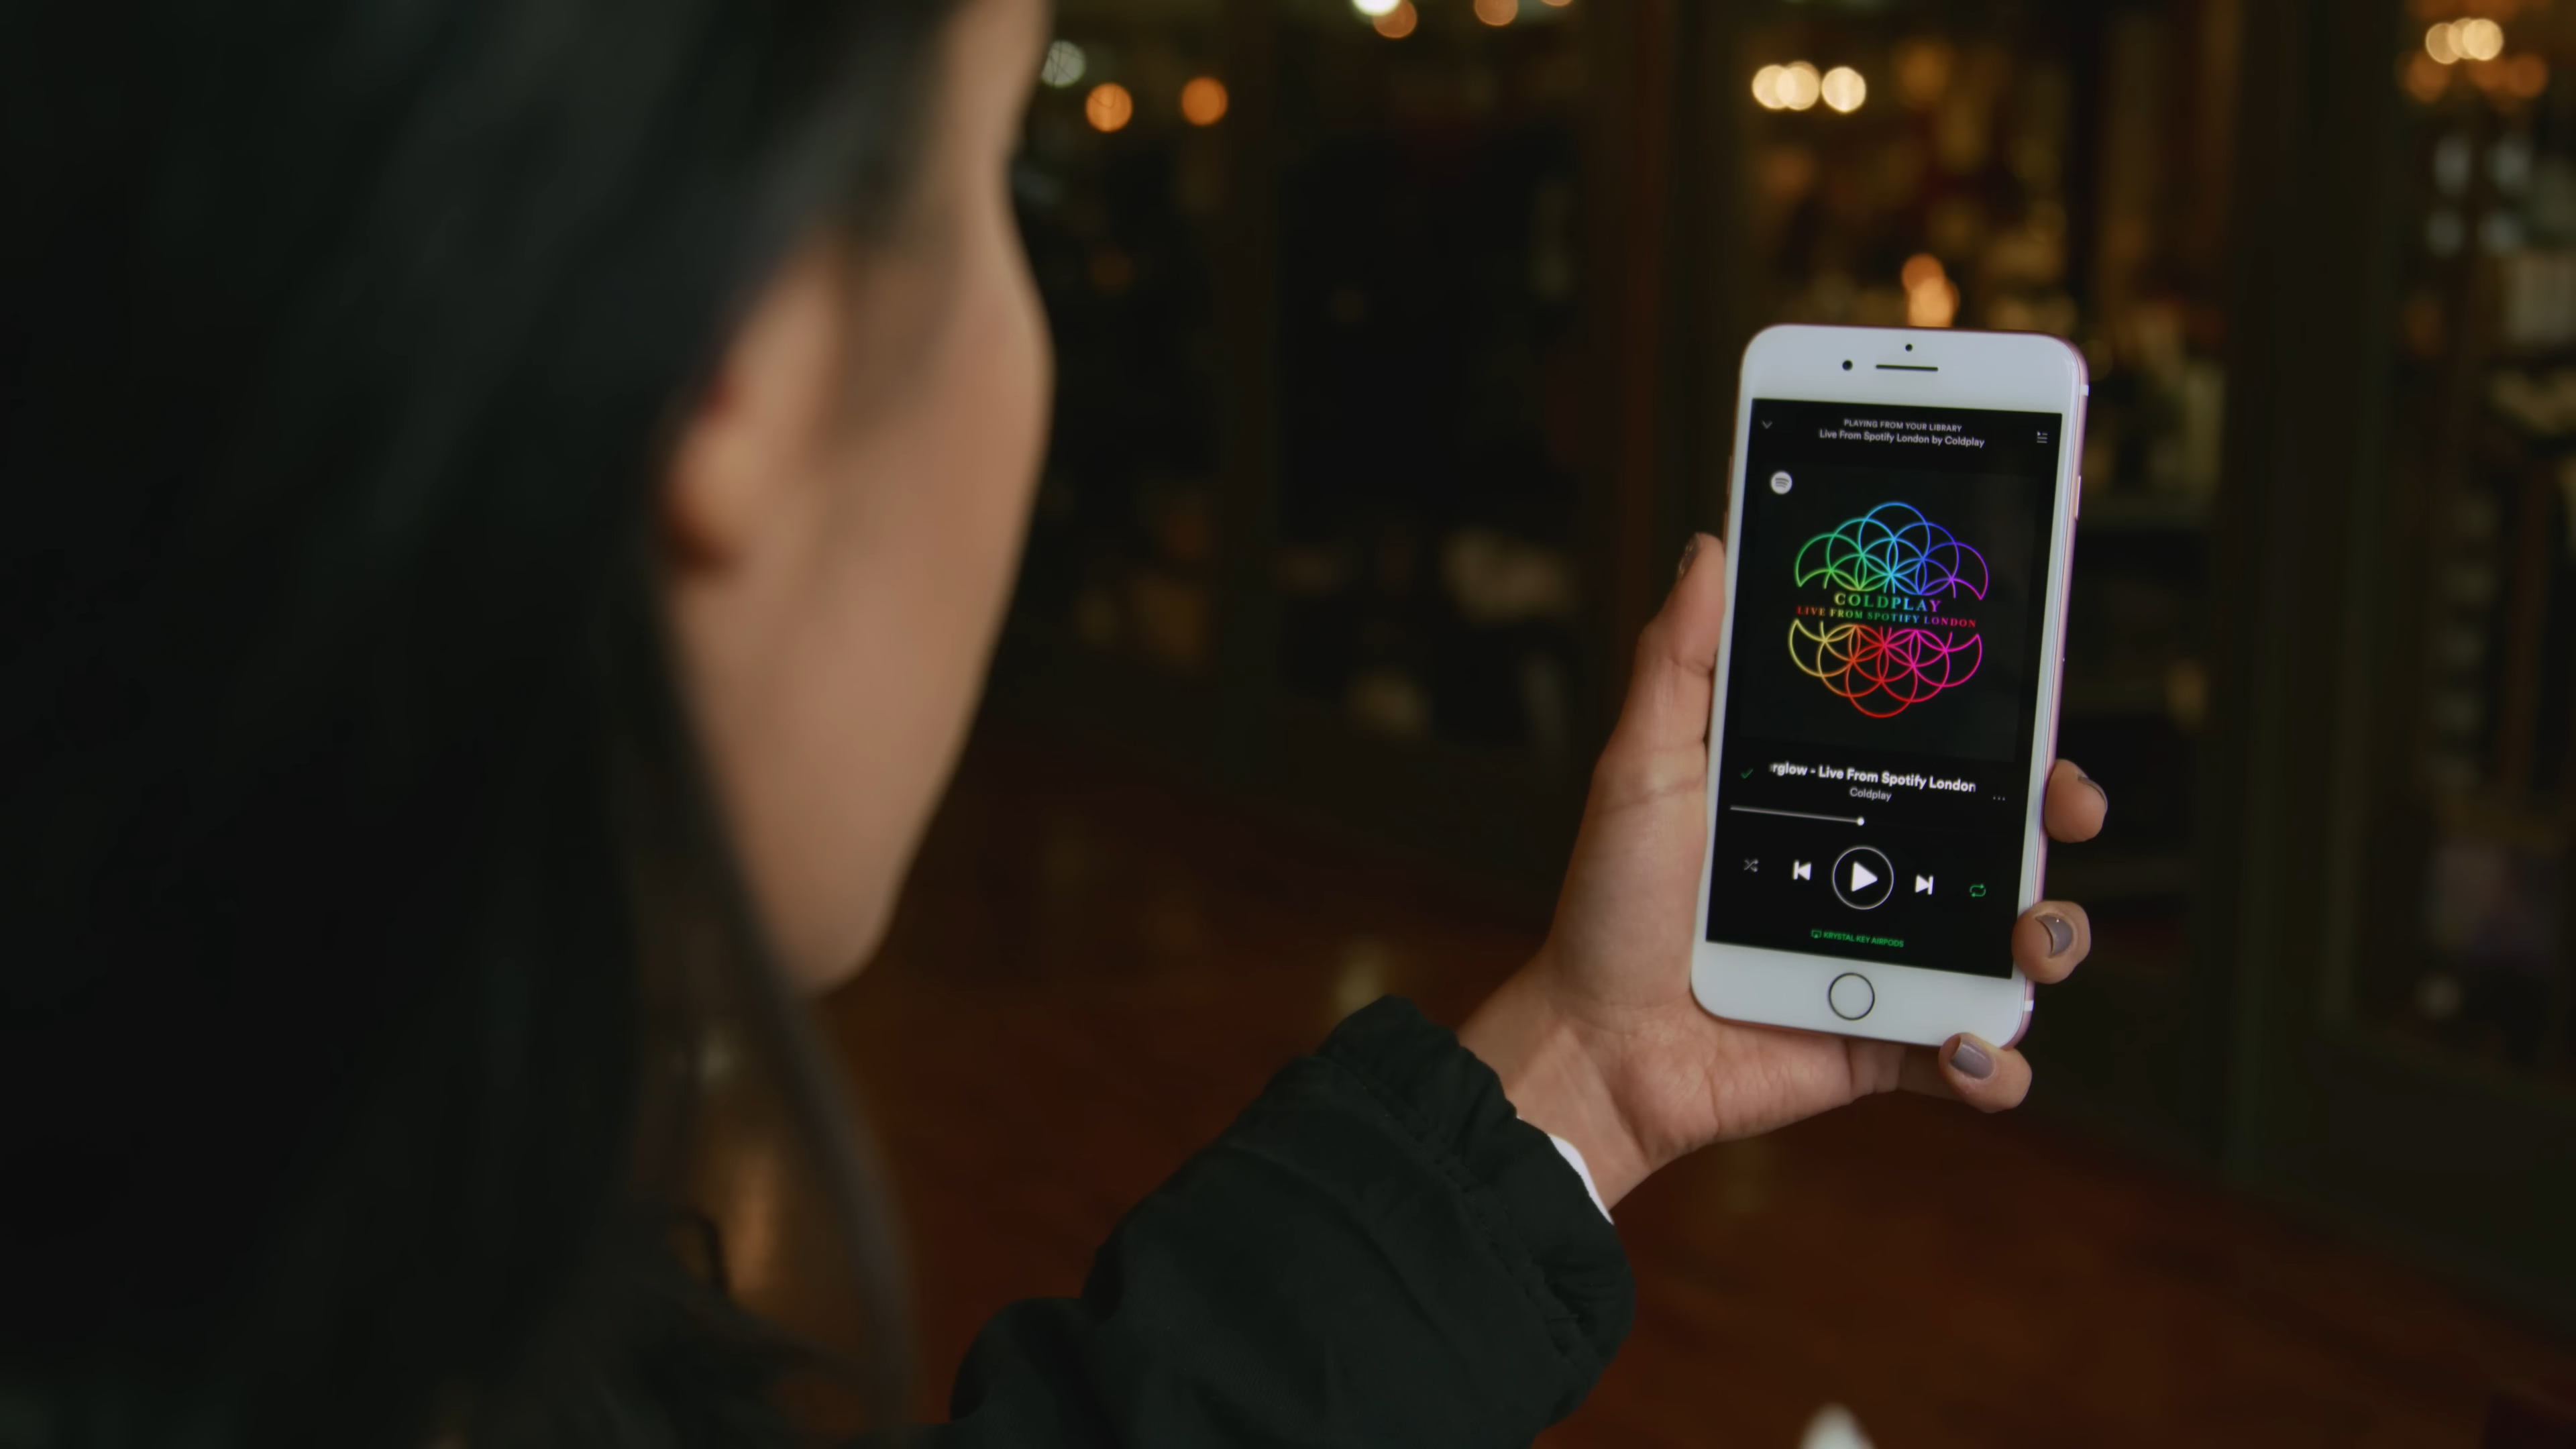 PLAYING FROM YOUR LIBRARY
Live From Spotify London by Coldplay
COLDPLAY
LIVE FROM SPOTIFY LONDON
rglow - Live From Spotify London
Coldplay
KRYSTAL KEY AIRPODS